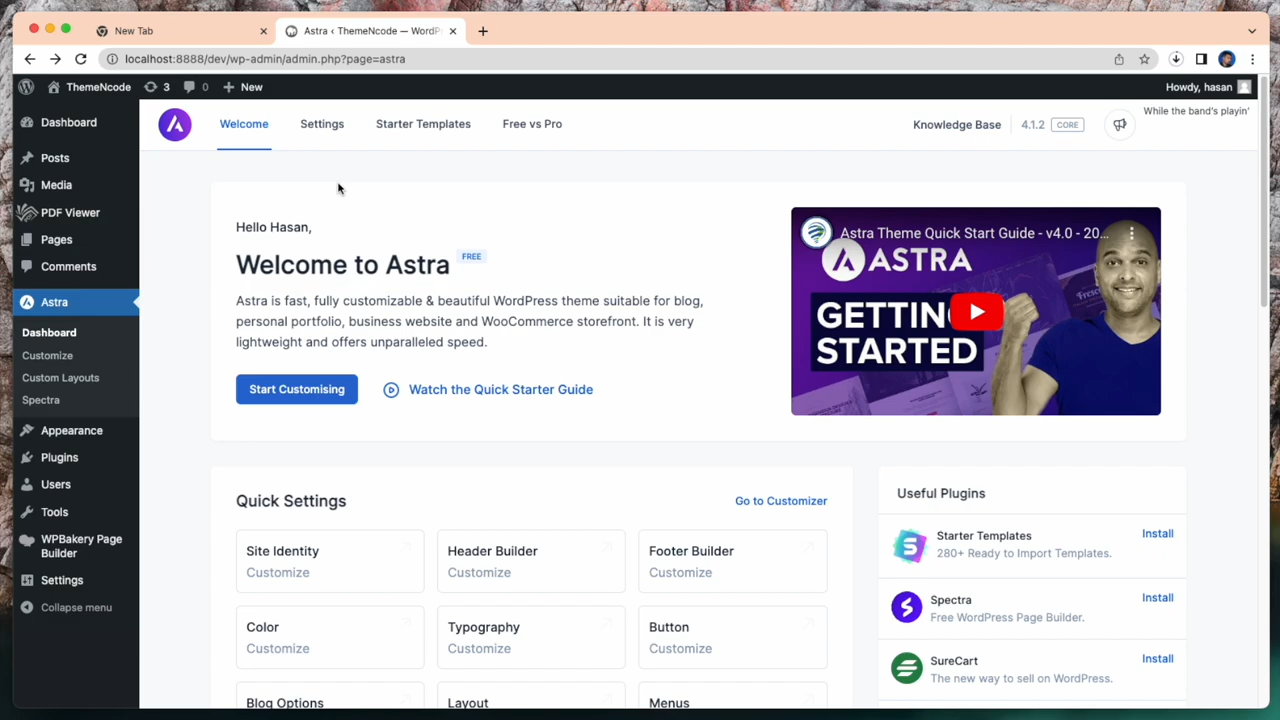 New Tab
Astra ‹ ThemeNcode — WordPr
localhost:8888/dev/wp-admin/admin.php?page=astra
ThemeNcode
3
0
New
Howdy, hasan
While the band's playin'
Welcome
Settings
Starter Templates
Free vs Pro
Knowledge Base
4.1.2
CORE
Dashboard
Posts
Media
PDF Viewer
Pages
Comments
Astra
Dashboard
Customize
Custom Layouts
Spectra
Appearance
Plugins
Users
Tools
WPBakery Page
Builder
Settings
Collapse menu
Hello Hasan,
Welcome to Astra
FREE
Astra is fast, fully customizable & beautiful WordPress theme suitable for blog,
personal portfolio, business website and WooCommerce storefront. It is very
lightweight and offers unparalleled speed.
Start Customising
Watch the Quick Starter Guide
Astra Theme Quick Start Guide - v4.0 - 20...
ASTRA
GETTING
STARTED
Quick Settings
Go to Customizer
Site Identity
Customize
Header Builder
Customize
Footer Builder
Customize
Color
Customize
Typography
Customize
Button
Customize
Blog Options
Layout
Menus
Useful Plugins
Starter Templates
280+ Ready to Import Templates.
Install
Spectra
Free WordPress Page Builder.
Install
SureCart
The new way to sell on WordPress.
Install